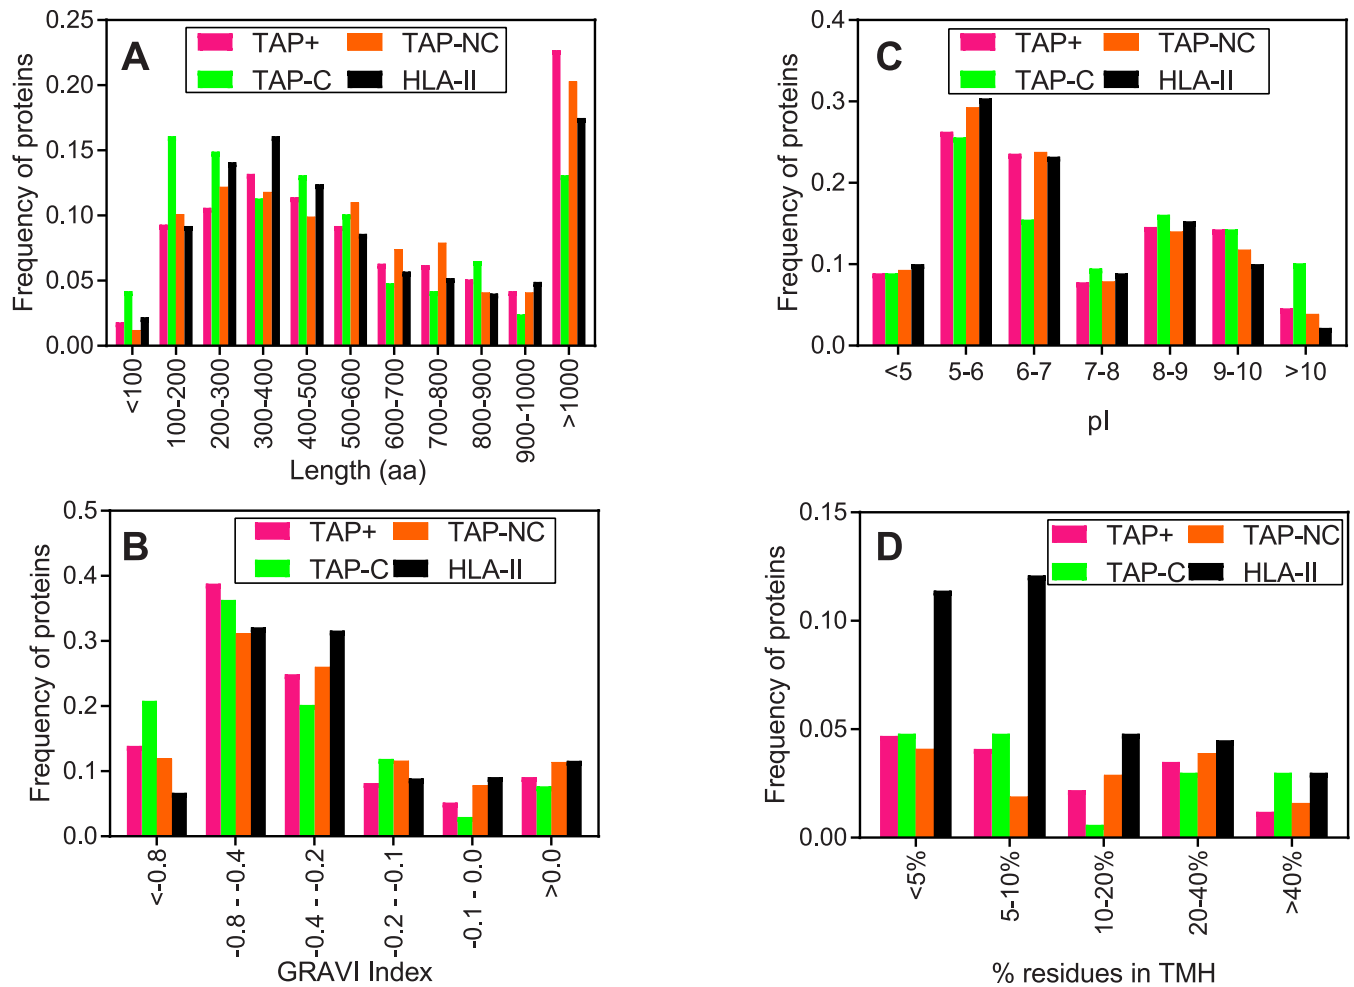 A
TAP+
TAP-NC
TAP-C
HLA-II
Frequency of proteins
0.25
0.20
0.15
0.10
0.05
0.00
<100
100-200
200-300
300-400
400-500
500-600
600-700
700-800
800-900
900-1000
>1000
Length (aa)
C
TAP+
TAP-NC
TAP-C
HLA-II
Frequency of proteins
0.4
0.3
0.2
0.1
0.0
<5
5-6
6-7
7-8
8-9
9-10
>10
pI
B
TAP+
TAP-NC
TAP-C
HLA-II
Frequency of proteins
0.5
0.4
0.3
0.2
0.1
0.0
<-0.8
-0.8 - -0.4
-0.4 - -0.2
-0.2 - -0.1
-0.1 - 0.0
>0.0
GRAVI Index
D
TAP+
TAP-NC
TAP-C
HLA-II
Frequency of proteins
0.15
0.10
0.05
0.00
<5%
5-10%
10-20%
20-40%
>40%
% residues in TMH